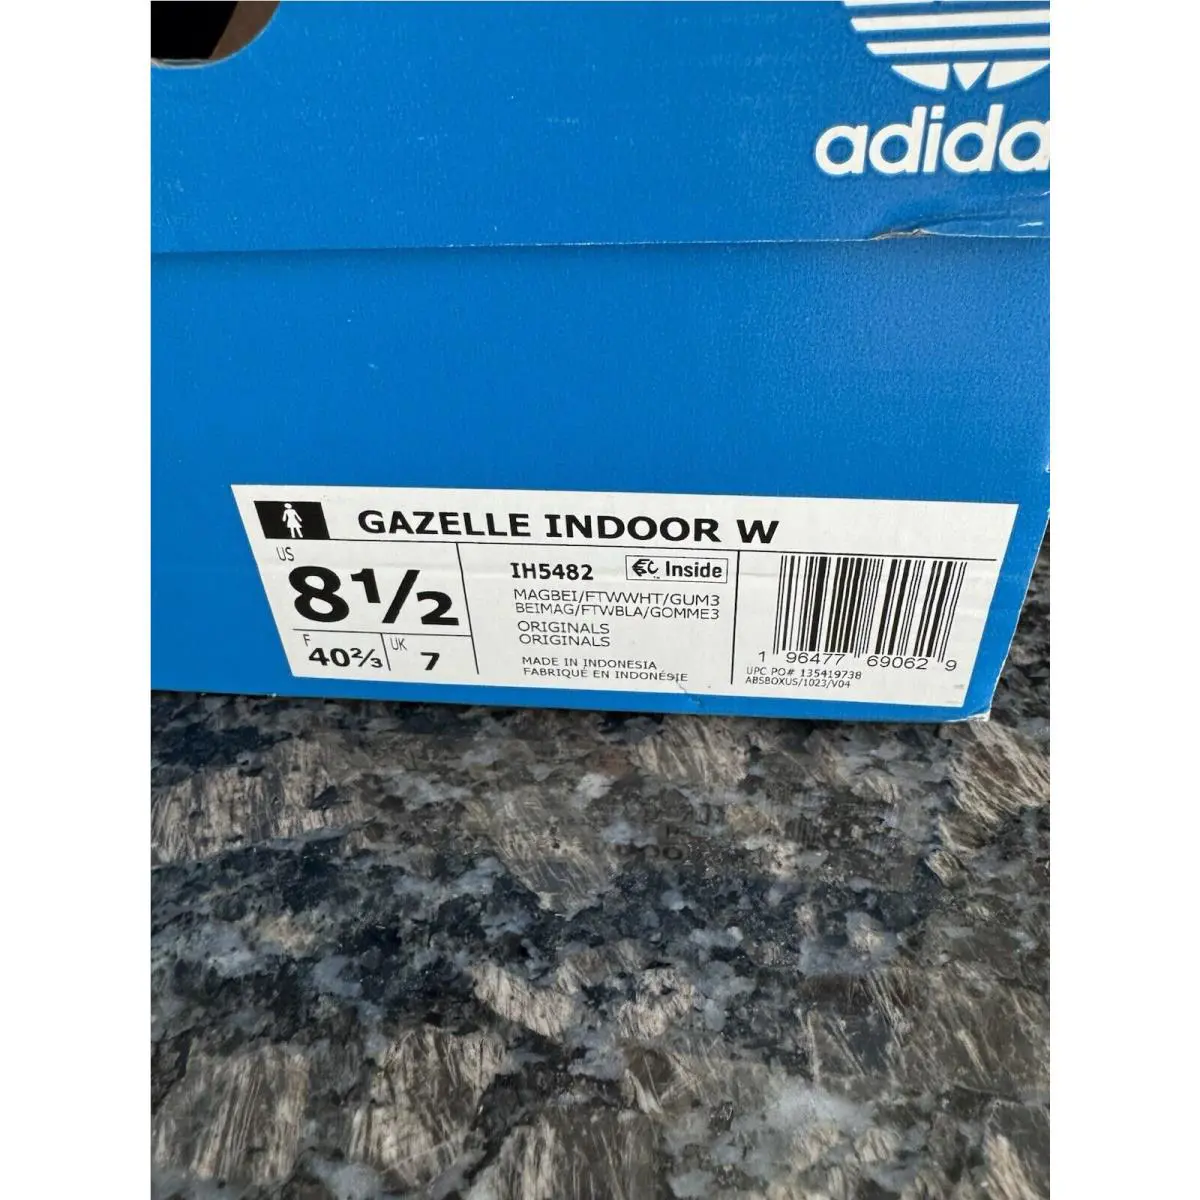 adidas
GAZELLE INDOOR W
US
8½
F
40⅔
UK
7
IH5482
Inside
MAGBEI/FTWWHT/GUM3
BEIMAG/FTWBLA/GOMME3
ORIGINALS
ORIGINALS
MADE IN INDONESIA
FABRIQUÉ EN INDONÉSIE
1 96477 69062 9
UPC PO# 135419738
ABSBOXUS/1023/V04